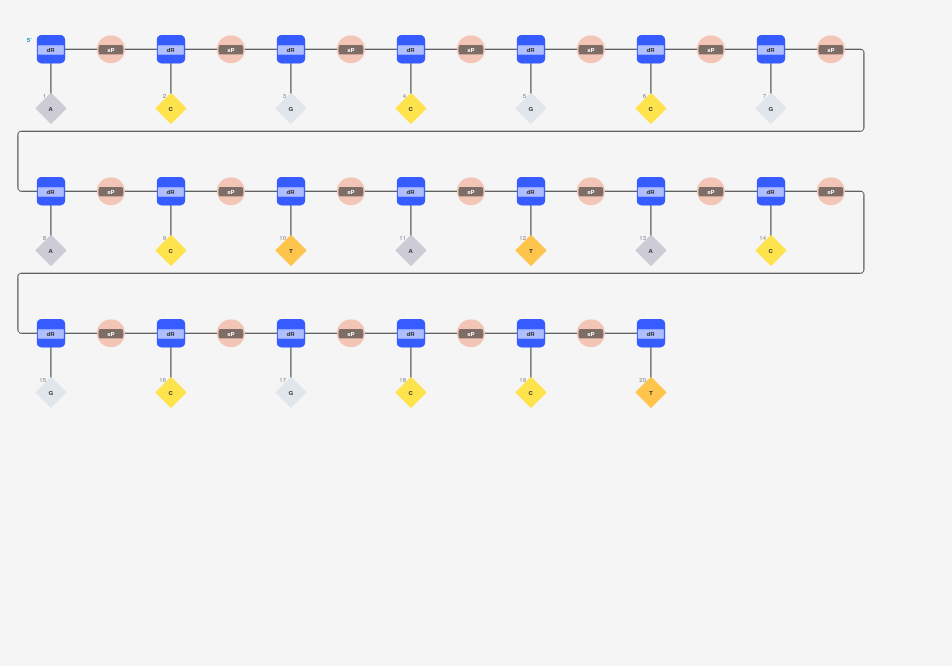 5' dR sP dR sP dR sP dR sP dR sP dR sP dR sP
1 2 3 4 5 6 7
A C G C G C G
dR sP dR sP dR sP dR sP dR sP dR sP dR sP
8 9 10 11 12 13 14
A C T A T A C
dR sP dR sP dR sP dR sP dR sP dR
15 16 17 18 19 20
G C G C C T